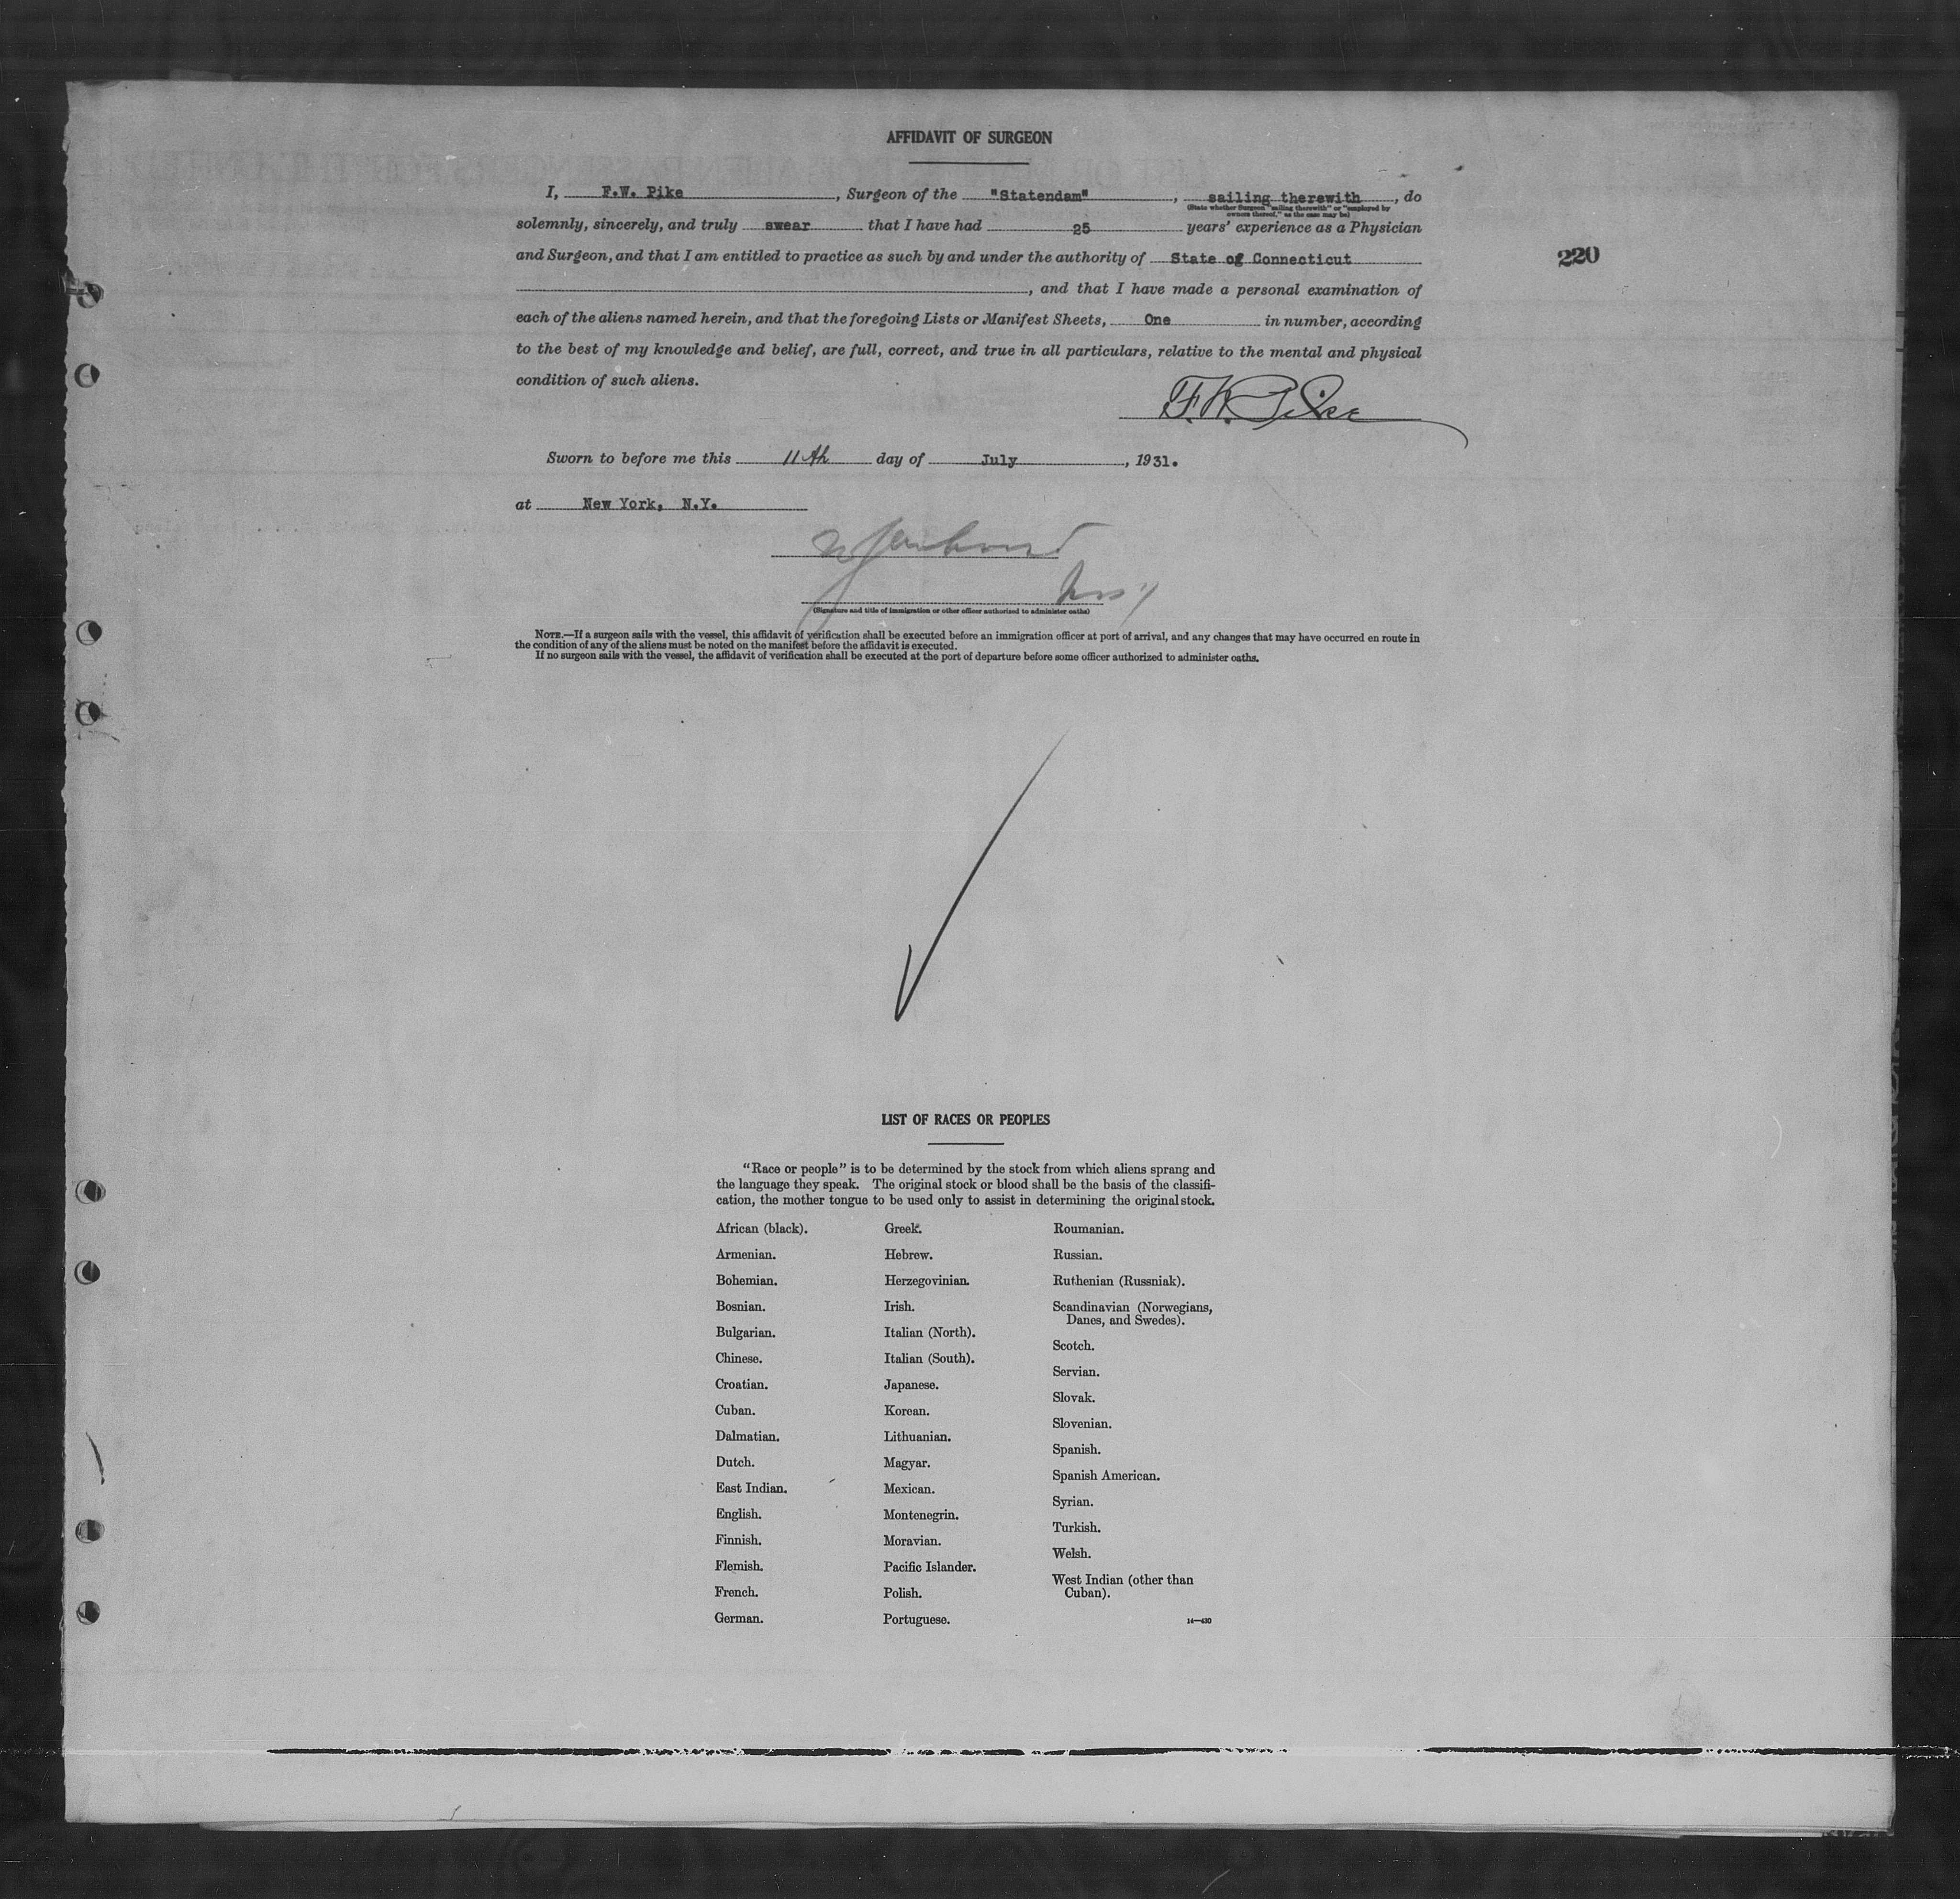 AFFIDAVIT OF SURGEON
I, F.W. Pike, Surgeon of the "Statendam", sailing therewith, do
(State whether Surgeon "sailing therewith" or "employed by
owners thereof," as the case may be)
solemnly, sincerely, and truly swear that I have had 25 years' experience as a Physician
and Surgeon, and that I am entitled to practice as such by and under the authority of State of Connecticut
220
, and that I have made a personal examination of
each of the aliens named herein, and that the foregoing Lists or Manifest Sheets, One in number, according
to the best of my knowledge and belief, are full, correct, and true in all particulars, relative to the mental and physical
condition of such aliens.
F.W. Pike
Sworn to before me this 11th day of July, 1931.
at New York, N.Y.
(Signature and title of immigration or other officer authorized to administer oaths)
NOTE.—If a surgeon sails with the vessel, this affidavit of verification shall be executed before an immigration officer at port of arrival, and any changes that may have occurred en route in
the condition of any of the aliens must be noted on the manifest before the affidavit is executed.
If no surgeon sails with the vessel, the affidavit of verification shall be executed at the port of departure before some officer authorized to administer oaths.
LIST OF RACES OR PEOPLES
"Race or people" is to be determined by the stock from which aliens sprang and
the language they speak. The original stock or blood shall be the basis of the classifi-
cation, the mother tongue to be used only to assist in determining the original stock.
African (black).
Armenian.
Bohemian.
Bosnian.
Bulgarian.
Chinese.
Croatian.
Cuban.
Dalmatian.
Dutch.
East Indian.
English.
Finnish.
Flemish.
French.
German.
Greek.
Hebrew.
Herzegovinian.
Irish.
Italian (North).
Italian (South).
Japanese.
Korean.
Lithuanian.
Magyar.
Mexican.
Montenegrin.
Moravian.
Pacific Islander.
Polish.
Portuguese.
Roumanian.
Russian.
Ruthenian (Russniak).
Scandinavian (Norwegians,
Danes, and Swedes).
Scotch.
Servian.
Slovak.
Slovenian.
Spanish.
Spanish American.
Syrian.
Turkish.
Welsh.
West Indian (other than
Cuban).
14—430